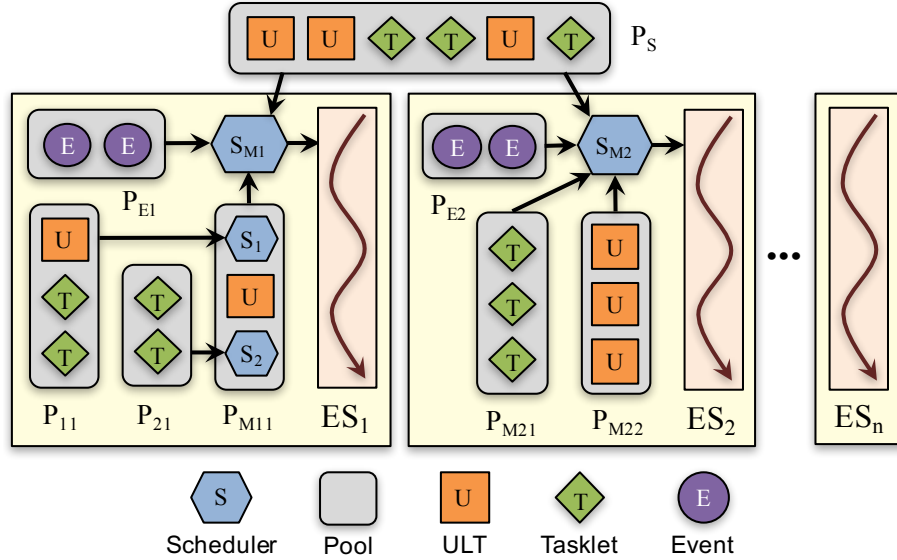 U U T T U T P_S
E E S_M1
P_E1
U S_1
T T U
T T S_2
P_11 P_21 P_M11 ES_1
E E S_M2
P_E2
T U
T U
T U
P_M21 P_M22 ES_2
...
ES_n
S U T E
Scheduler Pool ULT Tasklet Event